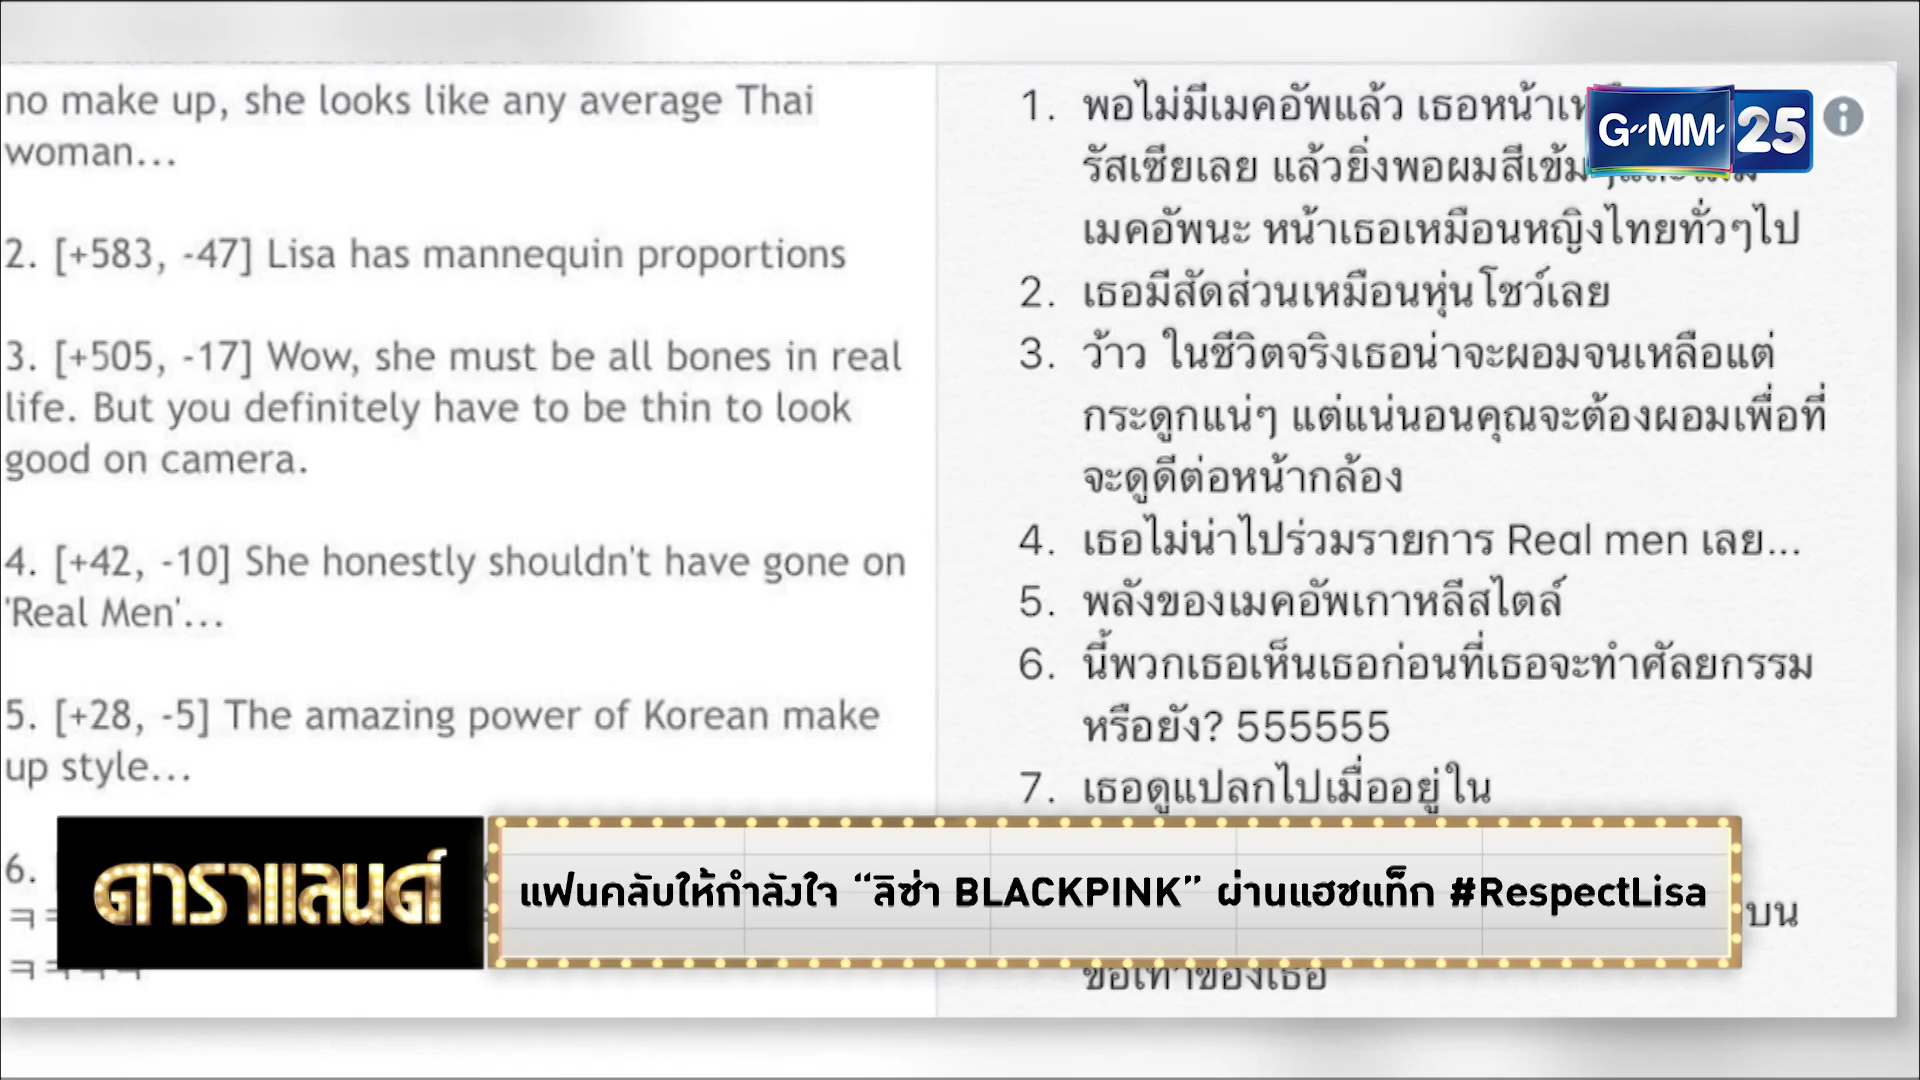 no make up, she looks like any average Thai
woman...
2. [+583, -47] Lisa has mannequin proportions
3. [+505, -17] Wow, she must be all bones in real
life. But you definitely have to be thin to look
good on camera.
4. [+42, -10] She honestly shouldn't have gone on
'Real Men'...
5. [+28, -5] The amazing power of Korean make
up style...
6.
1. พอไม่มีเมคอัพแล้ว
รัสเซียเลย แล้วยิ่งพอผมสีเข้ม
เมคอัพนะ หน้าเธอเหมือนหญิงไทยทั่วๆไป
2. เธอมีสัดส่วนเหมือนหุ่นโชว์เลย
3. ว้าว ในชีวิตจริงเธอน่าจะผอมจนเหลือแต่
กระดูกแน่ๆ แต่แน่นอนคุณจะต้องผอมเพื่อที่
จะดูดีต่อหน้ากล้อง
4. เธอไม่น่าไปร่วมรายการ Real men เลย...
5. พลังของเมคอัพเกาหลีสไตล์
6. นี้พวกเธอเห็นเธอก่อนที่เธอจะทำศัลยกรรม
หรือยัง? 555555
7. เธอดูแปลกไปเมื่ออยู่ใน
บน
ข้อเท้าของเธอ
GMM 25
ดาราแลนด์
แฟนคลับให้กำลังใจ “ลิซ่า BLACKPINK” ผ่านแฮชแท็ก #RespectLisa